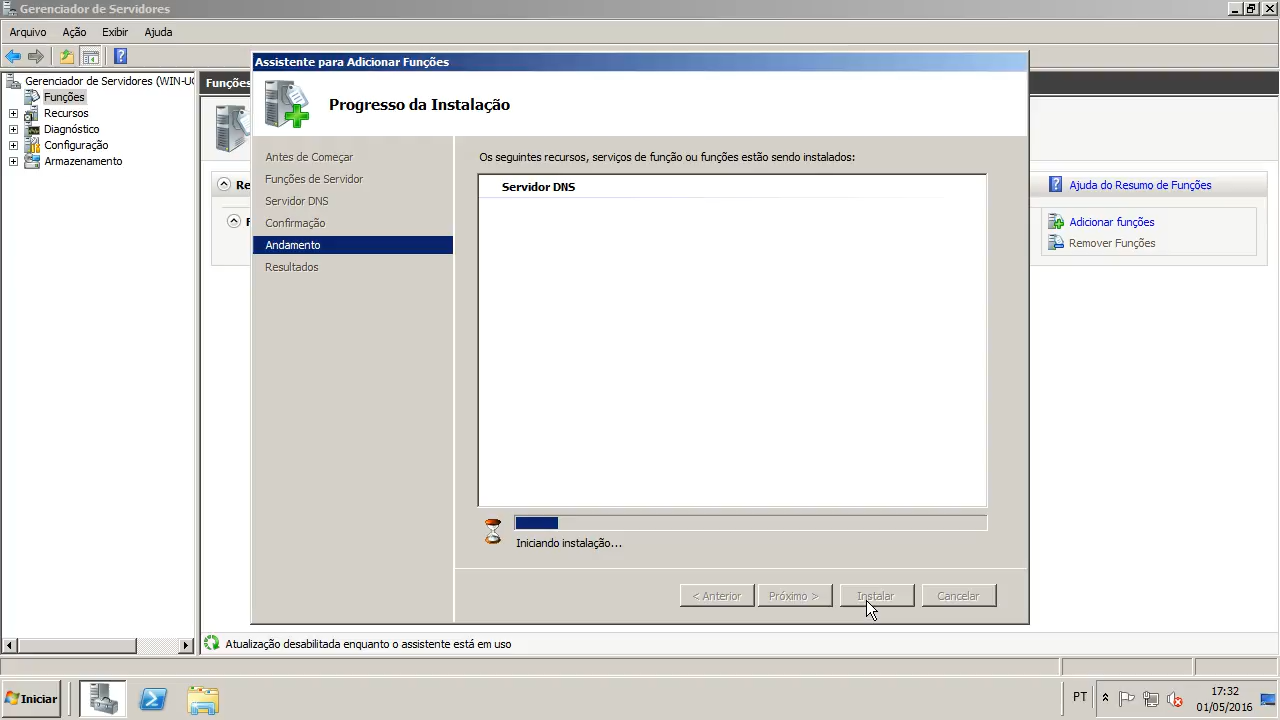 Gerenciador de Servidores
Arquivo Ação Exibir Ajuda
Gerenciador de Servidores (WIN-UC
Funções
Recursos
Diagnóstico
Configuração
Armazenamento
Funções
Re
F
Assistente para Adicionar Funções
Progresso da Instalação
Antes de Começar
Funções de Servidor
Servidor DNS
Confirmação
Andamento
Resultados
Os seguintes recursos, serviços de função ou funções estão sendo instalados:
Servidor DNS
Iniciando instalação...
< Anterior Próximo > Instalar Cancelar
Ajuda do Resumo de Funções
Adicionar funções
Remover Funções
Atualização desabilitada enquanto o assistente está em uso
Iniciar
PT
17:32
01/05/2016